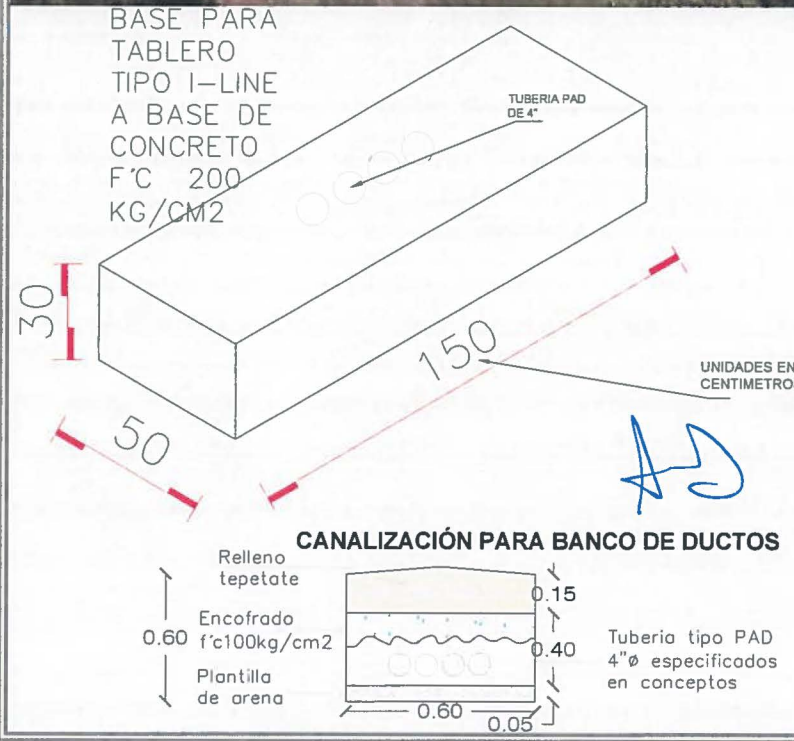 BASE PARA
TABLERO
TIPO I-LINE
A BASE DE
CONCRETO
F'C 200
KG/CM2
TUBERIA PAD
DE 4"
30
50
150
UNIDADES EN
CENTIMETRO
CANALIZACIÓN PARA BANCO DE DUCTOS
Relleno
tepetate
0.15
Encofrado
f'c100kg/cm2
0.60
0.40
Plantilla
de arena
Tuberia tipo PAD
4"ø especificados
en conceptos
0.60
0.05